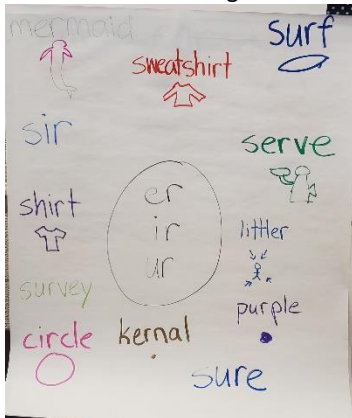 mermaid
surf
sweatshirt
sir
serve
er
shirt
ir
littler
ur
survey
purple
circle
kernal
sure